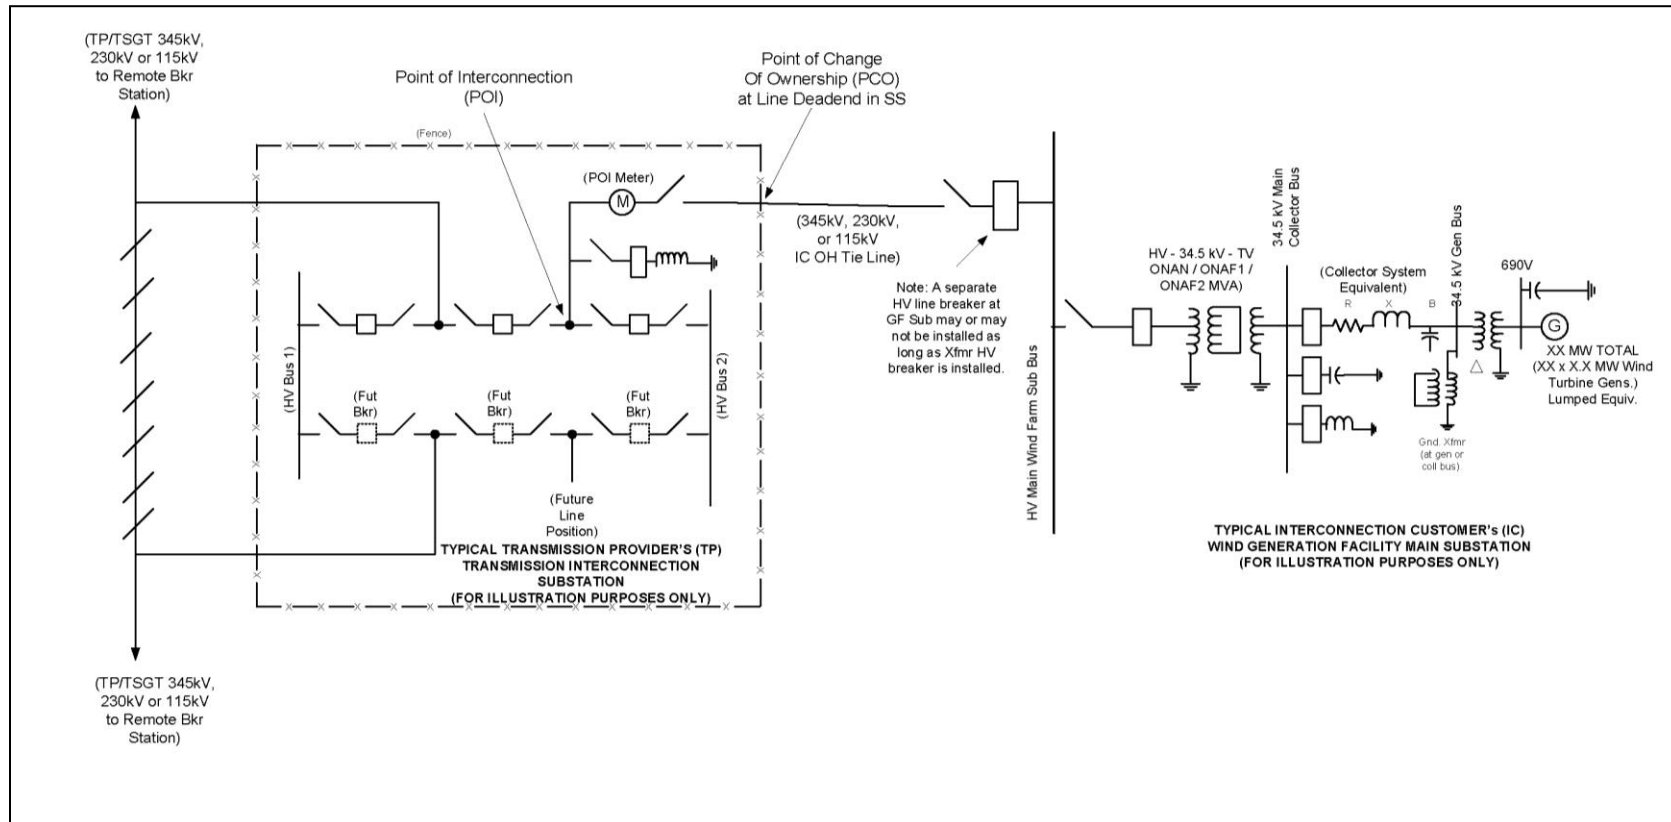 (TP/TSGT 345kV,
230kV or 115kV
to Remote Bkr
Station)
Point of Interconnection
(POI)
Point of Change
Of Ownership (PCO)
at Line Deadend in SS
(Fence)
(POI Meter)
M
(345kV, 230kV,
or 115kV
IC OH Tie Line)
Note: A separate
HV line breaker at
GF Sub may or may
not be installed as
long as Xfmr HV
breaker is installed.
(HV Bus 1)
(HV Bus 2)
(Fut
Bkr)
(Fut
Bkr)
(Fut
Bkr)
(Future
Line
Position)
TYPICAL TRANSMISSION PROVIDER'S (TP)
TRANSMISSION INTERCONNECTION
SUBSTATION
(FOR ILLUSTRATION PURPOSES ONLY)
(TP/TSGT 345kV,
230kV or 115kV
to Remote Bkr
Station)
HV Main Wind Farm Sub Bus
HV - 34.5 kV - TV
ONAN / ONAF1 /
ONAF2 MVA)
34.5 kV Main
Collector Bus
(Collector System
Equivalent)
R X B
34.5 kV Gen Bus
690V
G
XX MW TOTAL
(XX x X.X MW Wind
Turbine Gens.)
Lumped Equiv.
Gnd. Xfmr
(at gen or
coll bus)
TYPICAL INTERCONNECTION CUSTOMER's (IC)
WIND GENERATION FACILITY MAIN SUBSTATION
(FOR ILLUSTRATION PURPOSES ONLY)